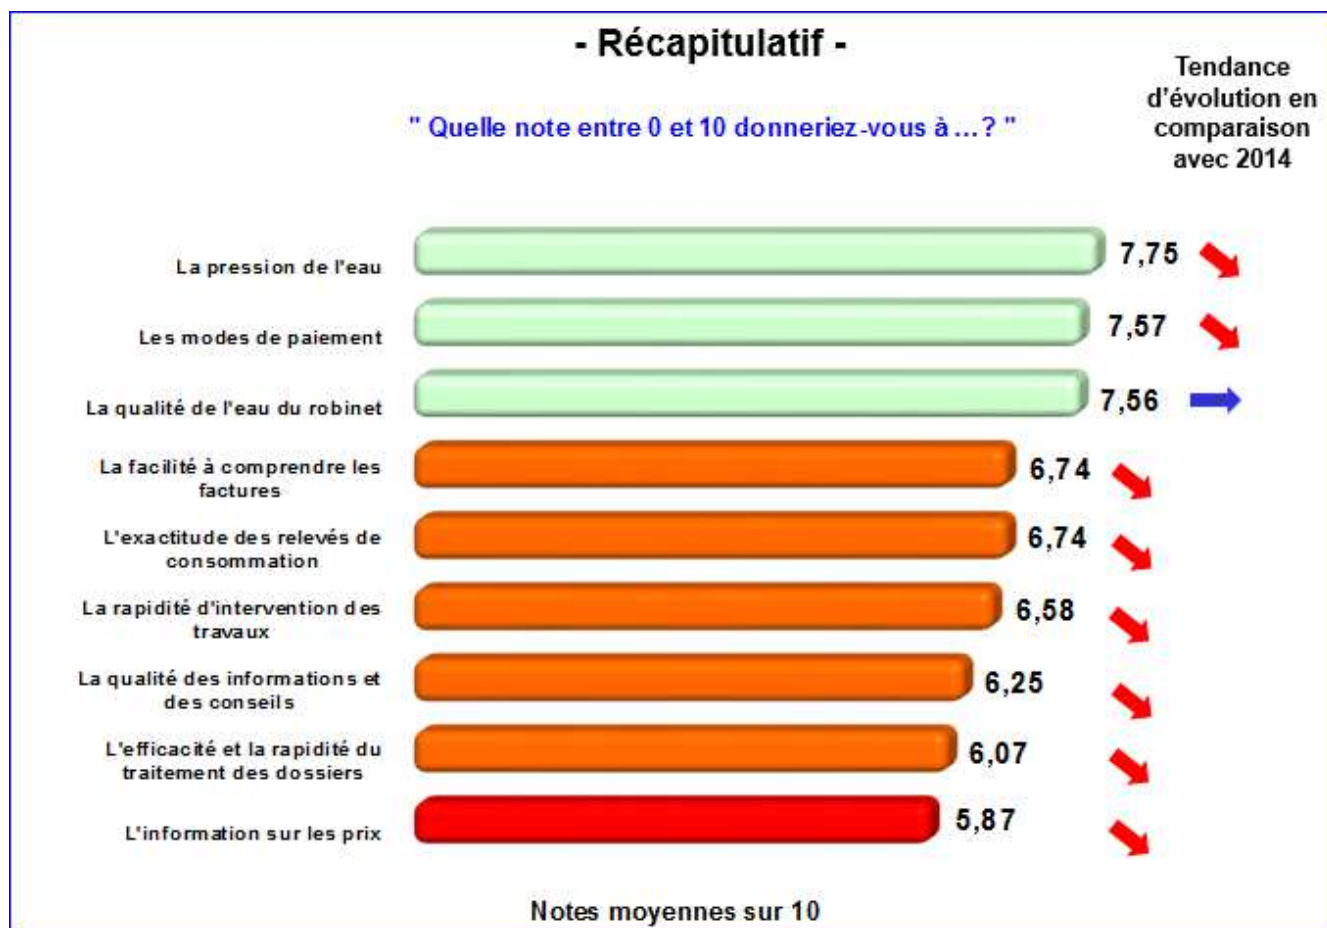 - Récapitulatif -
Tendance
d'évolution en
comparaison
avec 2014
" Quelle note entre 0 et 10 donneriez-vous à ...? "
La pression de l'eau
7,75
Les modes de paiement
7,57
La qualité de l'eau du robinet
7,56
La facilité à comprendre les
factures
6,74
L'exactitude des relevés de
consommation
6,74
La rapidité d'intervention des
travaux
6,58
La qualité des informations et
des conseils
6,25
L'efficacité et la rapidité du
traitement des dossiers
6,07
L'information sur les prix
5,87
Notes moyennes sur 10